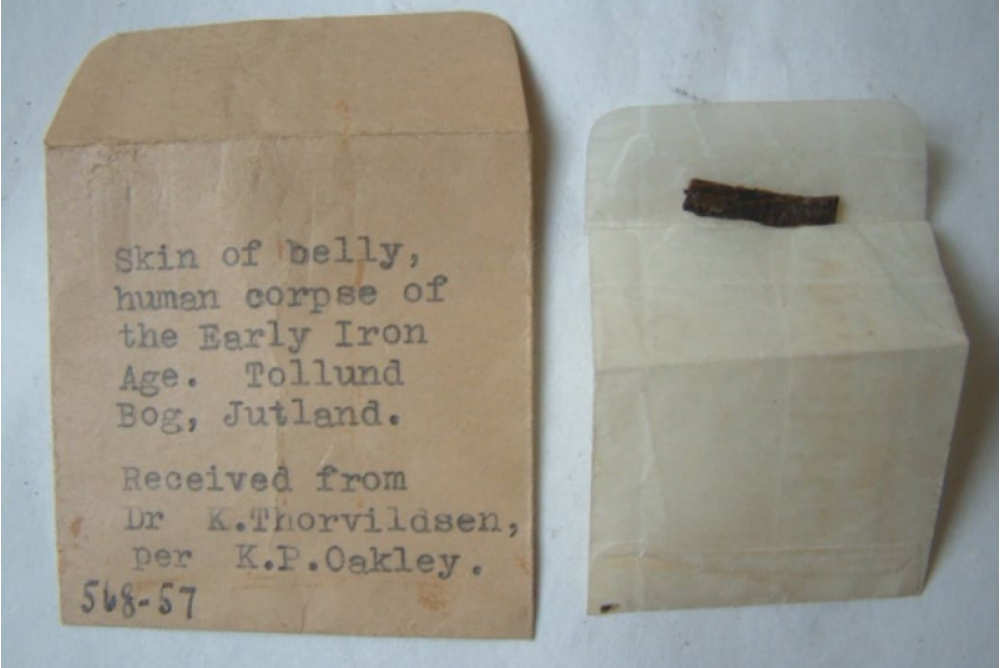 Skin of belly,
human corpse of
the Early Iron
Age. Tollund
Bog, Jutland.
Received from
Dr K.Thorvildsen,
per K.P.Oakley.
568-57